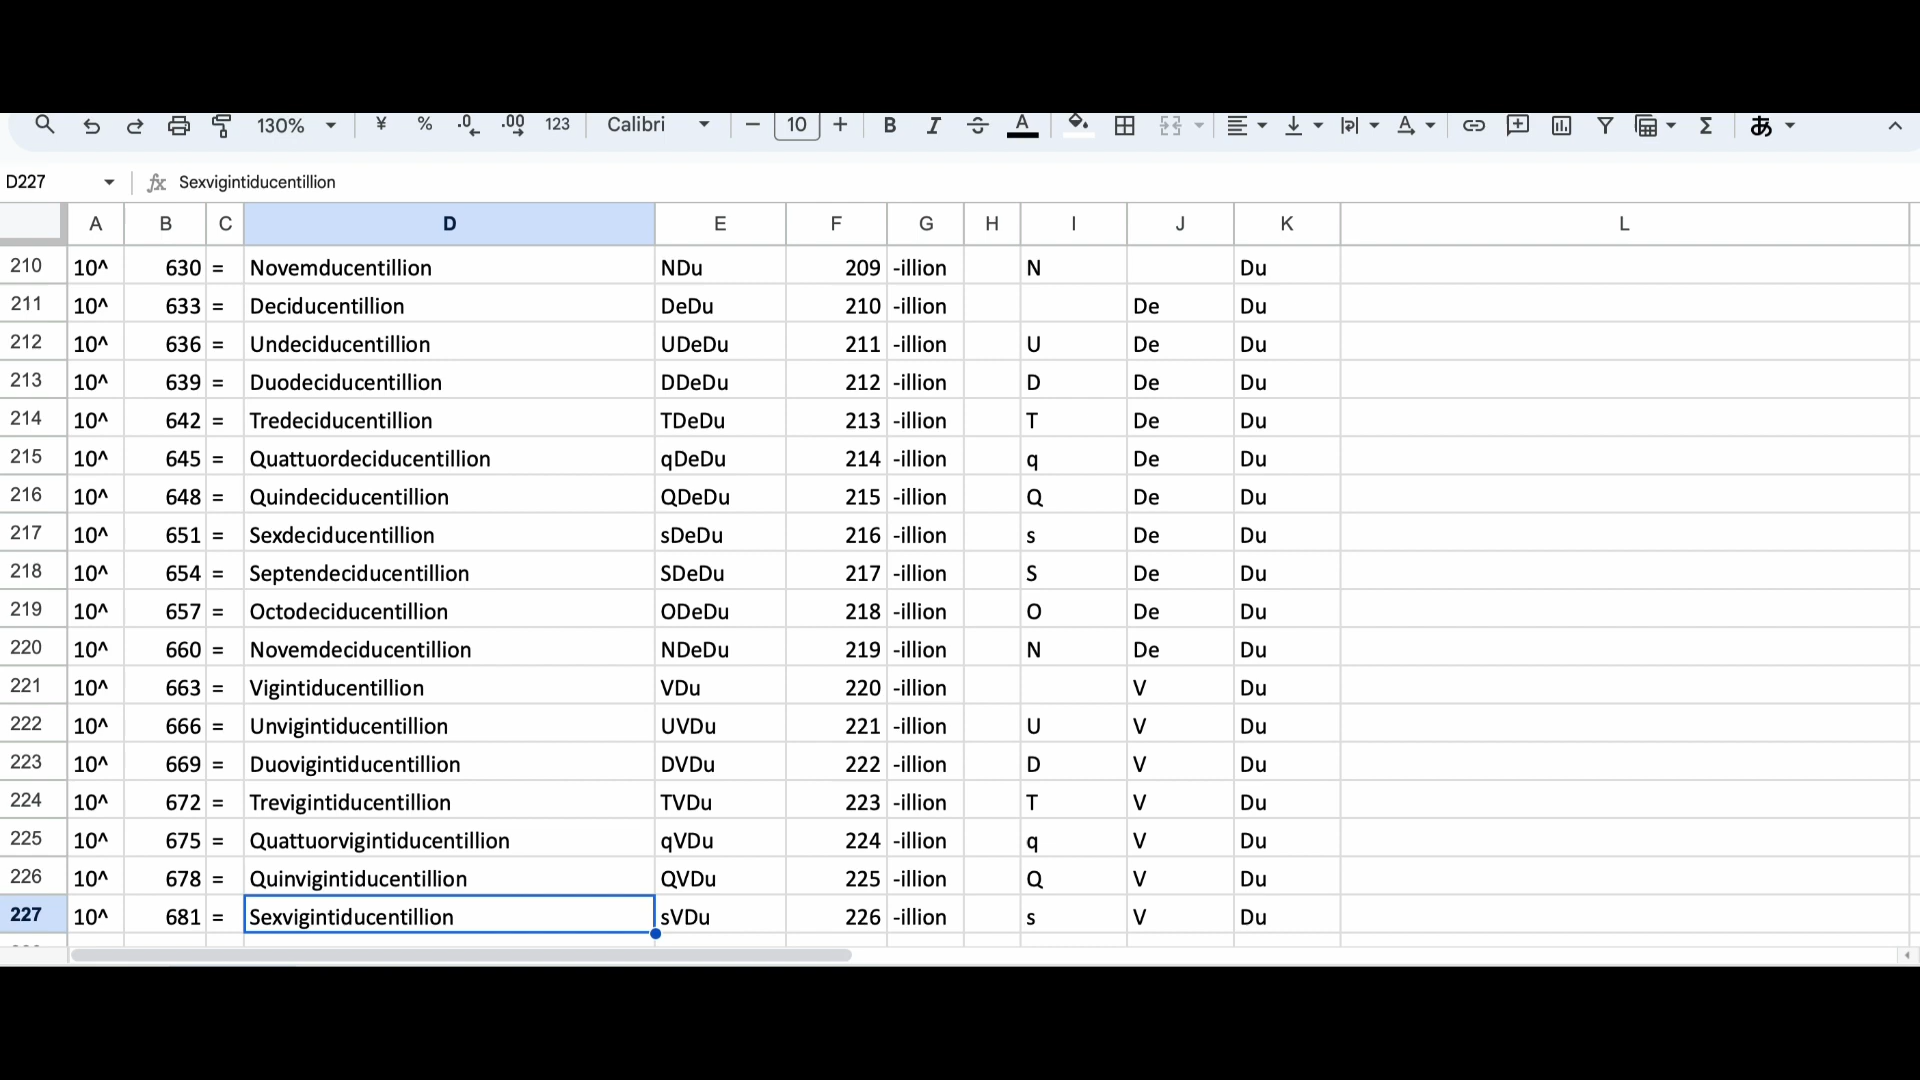 130% ¥ % .0 .00 123 Calibri 10 B I S A A Σ あ
D227 fx Sexvigintiducentillion
A B C D E F G H I J K L
210 10^ 630 = Novemducentillion NDu 209 -illion N Du
211 10^ 633 = Deciducentillion DeDu 210 -illion De Du
212 10^ 636 = Undeciducentillion UDeDu 211 -illion U De Du
213 10^ 639 = Duodeciducentillion DDeDu 212 -illion D De Du
214 10^ 642 = Tredeciducentillion TDeDu 213 -illion T De Du
215 10^ 645 = Quattuordeciducentillion qDeDu 214 -illion q De Du
216 10^ 648 = Quindeciducentillion QDeDu 215 -illion Q De Du
217 10^ 651 = Sexdeciducentillion sDeDu 216 -illion s De Du
218 10^ 654 = Septendeciducentillion SDeDu 217 -illion S De Du
219 10^ 657 = Octodeciducentillion ODeDu 218 -illion O De Du
220 10^ 660 = Novemdeciducentillion NDeDu 219 -illion N De Du
221 10^ 663 = Vigintiducentillion VDu 220 -illion V Du
222 10^ 666 = Unvigintiducentillion UVDu 221 -illion U V Du
223 10^ 669 = Duovigintiducentillion DVDu 222 -illion D V Du
224 10^ 672 = Trevigintiducentillion TVDu 223 -illion T V Du
225 10^ 675 = Quattuorvigintiducentillion qVDu 224 -illion q V Du
226 10^ 678 = Quinvigintiducentillion QVDu 225 -illion Q V Du
227 10^ 681 = Sexvigintiducentillion sVDu 226 -illion s V Du